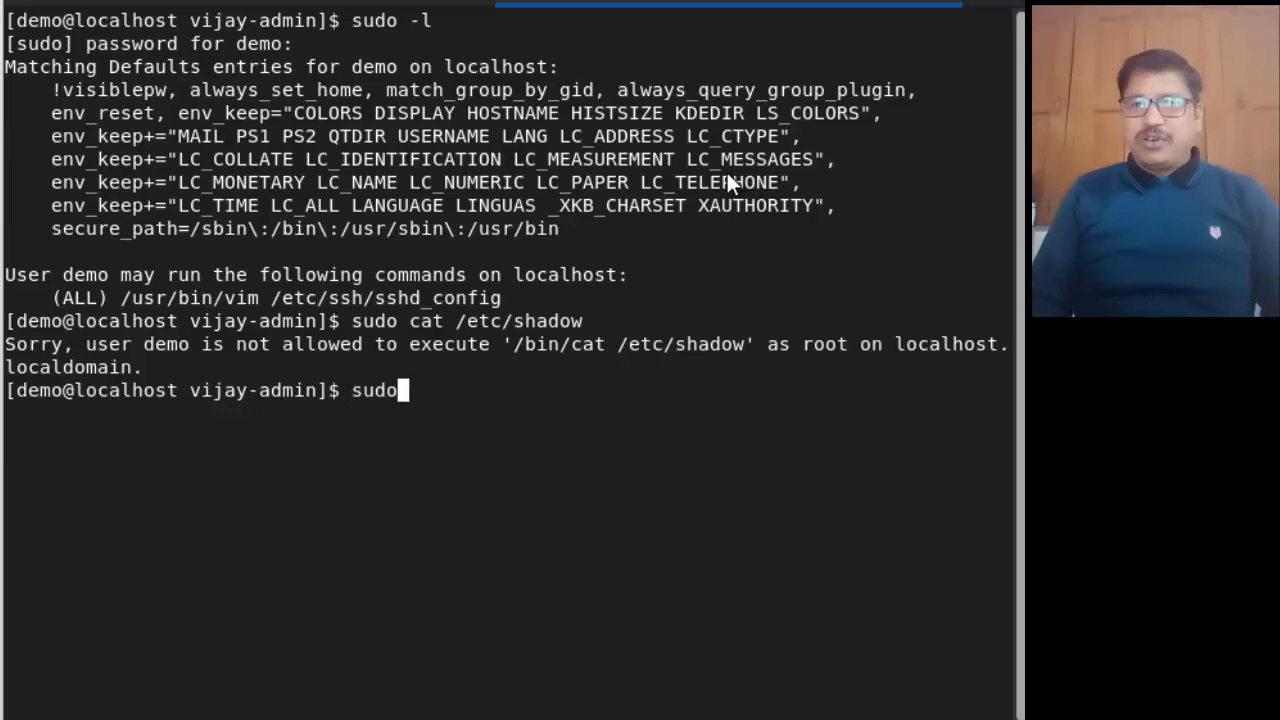 [demo@localhost vijay-admin]$ sudo -l
[sudo] password for demo:
Matching Defaults entries for demo on localhost:
    !visiblepw, always_set_home, match_group_by_gid, always_query_group_plugin,
    env_reset, env_keep="COLORS DISPLAY HOSTNAME HISTSIZE KDEDIR LS_COLORS",
    env_keep+="MAIL PS1 PS2 QTDIR USERNAME LANG LC_ADDRESS LC_CTYPE",
    env_keep+="LC_COLLATE LC_IDENTIFICATION LC_MEASUREMENT LC_MESSAGES",
    env_keep+="LC_MONETARY LC_NAME LC_NUMERIC LC_PAPER LC_TELEPHONE",
    env_keep+="LC_TIME LC_ALL LANGUAGE LINGUAS _XKB_CHARSET XAUTHORITY",
    secure_path=/sbin\:/bin\:/usr/sbin\:/usr/bin
User demo may run the following commands on localhost:
    (ALL) /usr/bin/vim /etc/ssh/sshd_config
[demo@localhost vijay-admin]$ sudo cat /etc/shadow
Sorry, user demo is not allowed to execute '/bin/cat /etc/shadow' as root on localhost.
localdomain.
[demo@localhost vijay-admin]$ sudo